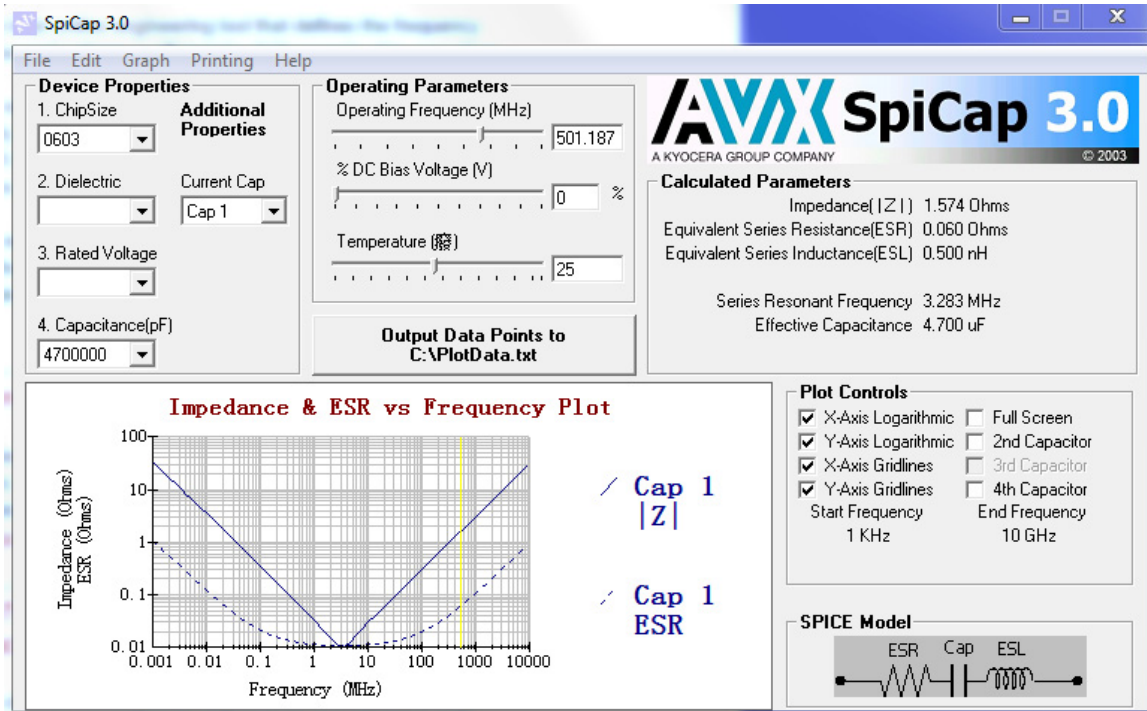 SpiCap 3.0
File Edit Graph Printing Help
Device Properties
1. ChipSize
0603
Additional
Properties
2. Dielectric
Current Cap
Cap 1
3. Rated Voltage
4. Capacitance(pF)
4700000
Operating Parameters
Operating Frequency (MHz)
501.187
% DC Bias Voltage (V)
0 %
Temperature (癈)
25
Output Data Points to
C:\PlotData.txt
AVX SpiCap 3.0
A KYOCERA GROUP COMPANY © 2003
Calculated Parameters
Impedance( |Z| ) 1.574 Ohms
Equivalent Series Resistance(ESR) 0.060 Ohms
Equivalent Series Inductance(ESL) 0.500 nH
Series Resonant Frequency 3.283 MHz
Effective Capacitance 4.700 uF
Impedance & ESR vs Frequency Plot
Impedance (Ohms)
ESR (Ohms)
100
10
1
0.1
0.01
0.001 0.01 0.1 1 10 100 1000 10000
Frequency (MHz)
Cap 1
|Z|
Cap 1
ESR
Plot Controls
X-Axis Logarithmic Full Screen
Y-Axis Logarithmic 2nd Capacitor
X-Axis Gridlines 3rd Capacitor
Y-Axis Gridlines 4th Capacitor
Start Frequency End Frequency
1 KHz 10 GHz
SPICE Model
ESR Cap ESL